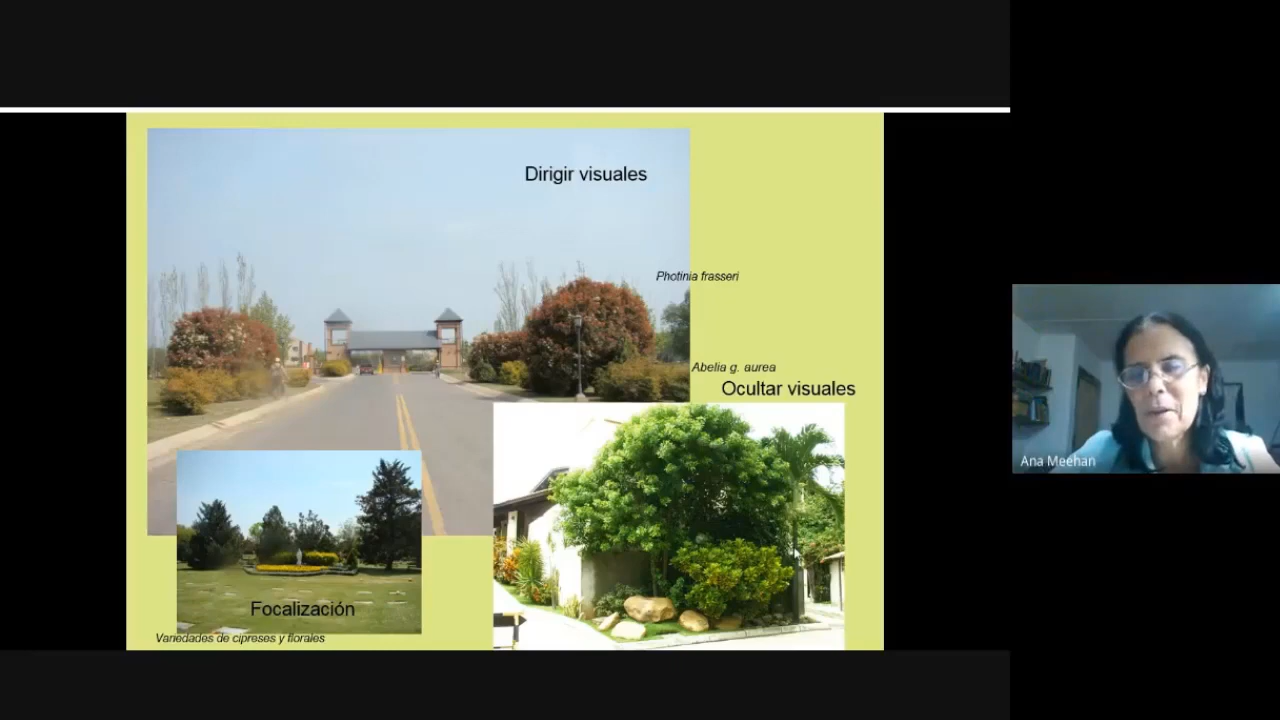 Dirigir visuales
Photinia frasseri
Abelia g. aurea
Ocultar visuales
Focalización
Variedades de cipreses y florales
Ana Meehan